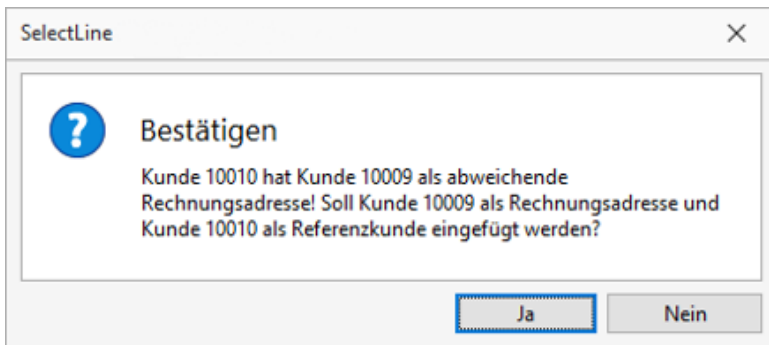 SelectLine
Bestätigen
Kunde 10010 hat Kunde 10009 als abweichende
Rechnungsadresse! Soll Kunde 10009 als Rechnungsadresse und
Kunde 10010 als Referenzkunde eingefügt werden?
Ja
Nein